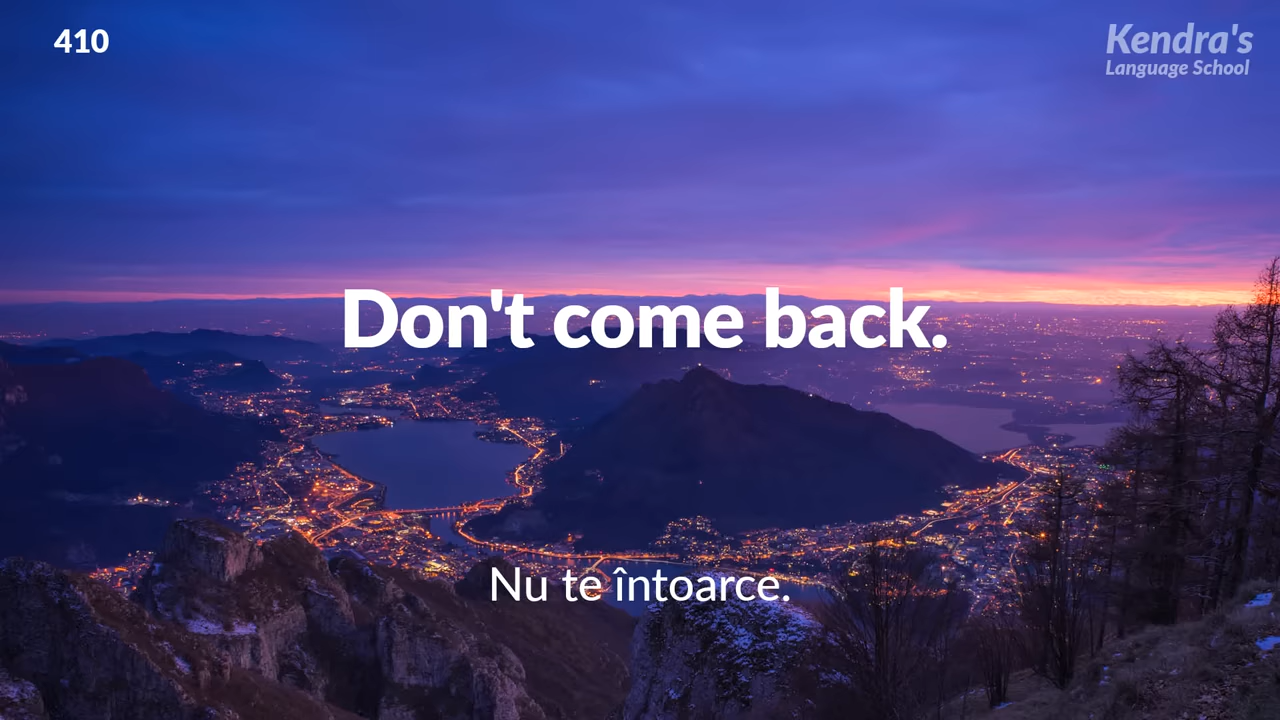 410
Kendra's
Language School
Don't come back.
Nu te întoarce.